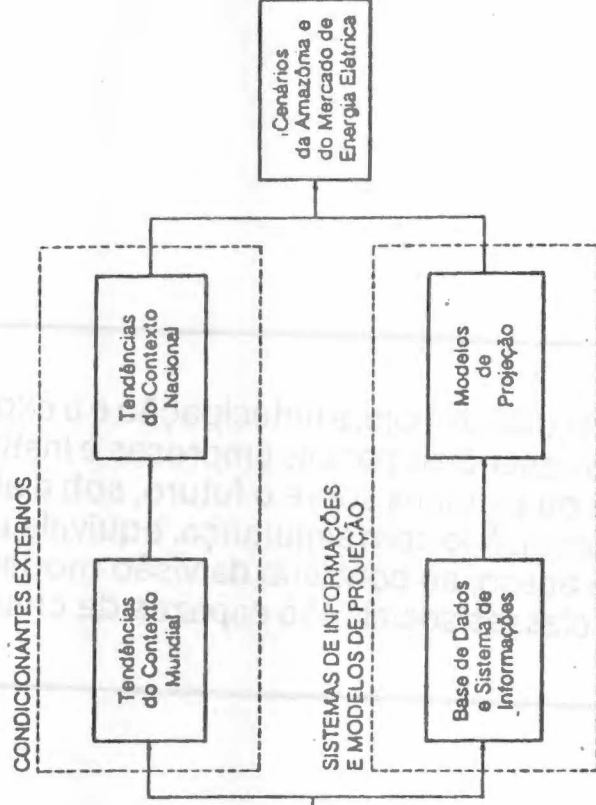 CONDICIONANTES EXTERNOS
Tendências
do Contexto
Mundial
Tendências
do Contexto
Nacional
SISTEMAS DE INFORMAÇÕES
E MODELOS DE PROJEÇÃO
Base de Dados
e Sistema de
Informações
Modelos
de
Projeção
Cenários
da Amazônia e
do Mercado de
Energia Elétrica